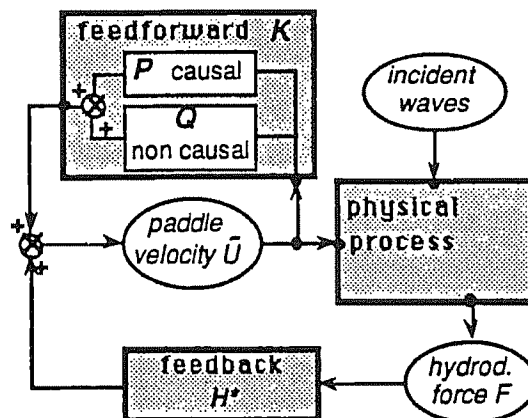 feedforward K
+ P causal
+ Q
non causal
incident
waves
physical
process
+ paddle
velocity Ū
+
feedback
H*
hydrod.
force F